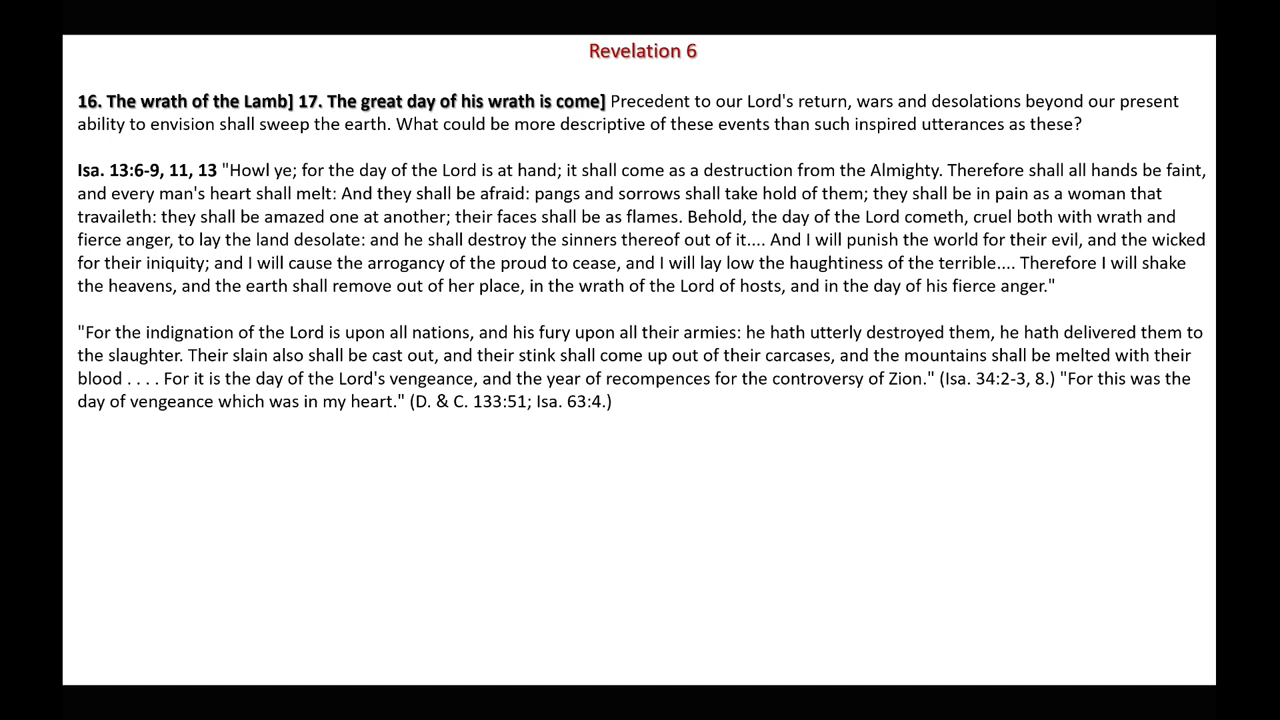 Revelation 6
16. The wrath of the Lamb] 17. The great day of his wrath is come] Precedent to our Lord's return, wars and desolations beyond our present
ability to envision shall sweep the earth. What could be more descriptive of these events than such inspired utterances as these?
Isa. 13:6-9, 11, 13 "Howl ye; for the day of the Lord is at hand; it shall come as a destruction from the Almighty. Therefore shall all hands be faint,
and every man's heart shall melt: And they shall be afraid: pangs and sorrows shall take hold of them; they shall be in pain as a woman that
travaileth: they shall be amazed one at another; their faces shall be as flames. Behold, the day of the Lord cometh, cruel both with wrath and
fierce anger, to lay the land desolate: and he shall destroy the sinners thereof out of it.... And I will punish the world for their evil, and the wicked
for their iniquity; and I will cause the arrogancy of the proud to cease, and I will lay low the haughtiness of the terrible.... Therefore I will shake
the heavens, and the earth shall remove out of her place, in the wrath of the Lord of hosts, and in the day of his fierce anger."
"For the indignation of the Lord is upon all nations, and his fury upon all their armies: he hath utterly destroyed them, he hath delivered them to
the slaughter. Their slain also shall be cast out, and their stink shall come up out of their carcases, and the mountains shall be melted with their
blood . . . . For it is the day of the Lord's vengeance, and the year of recompences for the controversy of Zion." (Isa. 34:2-3, 8.) "For this was the
day of vengeance which was in my heart." (D. & C. 133:51; Isa. 63:4.)